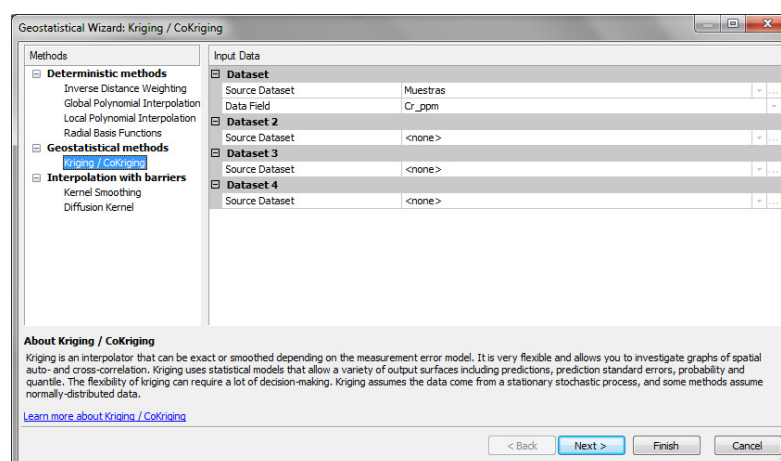 Geostatistical Wizard: Kriging / CoKriging
Methods
Deterministic methods
Inverse Distance Weighting
Global Polynomial Interpolation
Local Polynomial Interpolation
Radial Basis Functions
Geostatistical methods
Kriging / CoKriging
Interpolation with barriers
Kernel Smoothing
Diffusion Kernel
Input Data
Dataset
Source Dataset Muestras
Data Field Cr_ppm
Dataset 2
Source Dataset <none>
Dataset 3
Source Dataset <none>
Dataset 4
Source Dataset <none>
About Kriging / CoKriging
Kriging is an interpolator that can be exact or smoothed depending on the measurement error model. It is very flexible and allows you to investigate graphs of spatial
auto- and cross-correlation. Kriging uses statistical models that allow a variety of output surfaces including predictions, prediction standard errors, probability and
quantile. The flexibility of kriging can require a lot of decision-making. Kriging assumes the data come from a stationary stochastic process, and some methods assume
normally-distributed data.
Learn more about Kriging / CoKriging
< Back Next > Finish Cancel